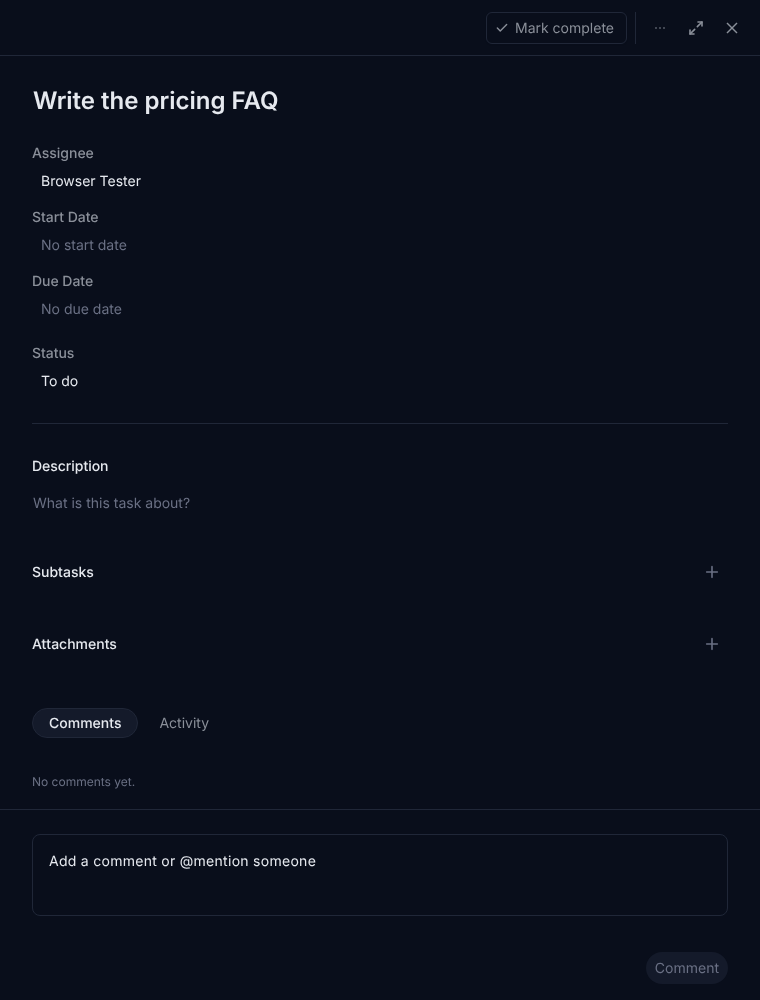 Mark complete
Write the pricing FAQ
Assignee
Browser Tester
Start Date
No start date
Due Date
No due date
Status
To do
Description
What is this task about?
Subtasks
Attachments
Comments Activity
No comments yet.
Add a comment or @mention someone
Comment